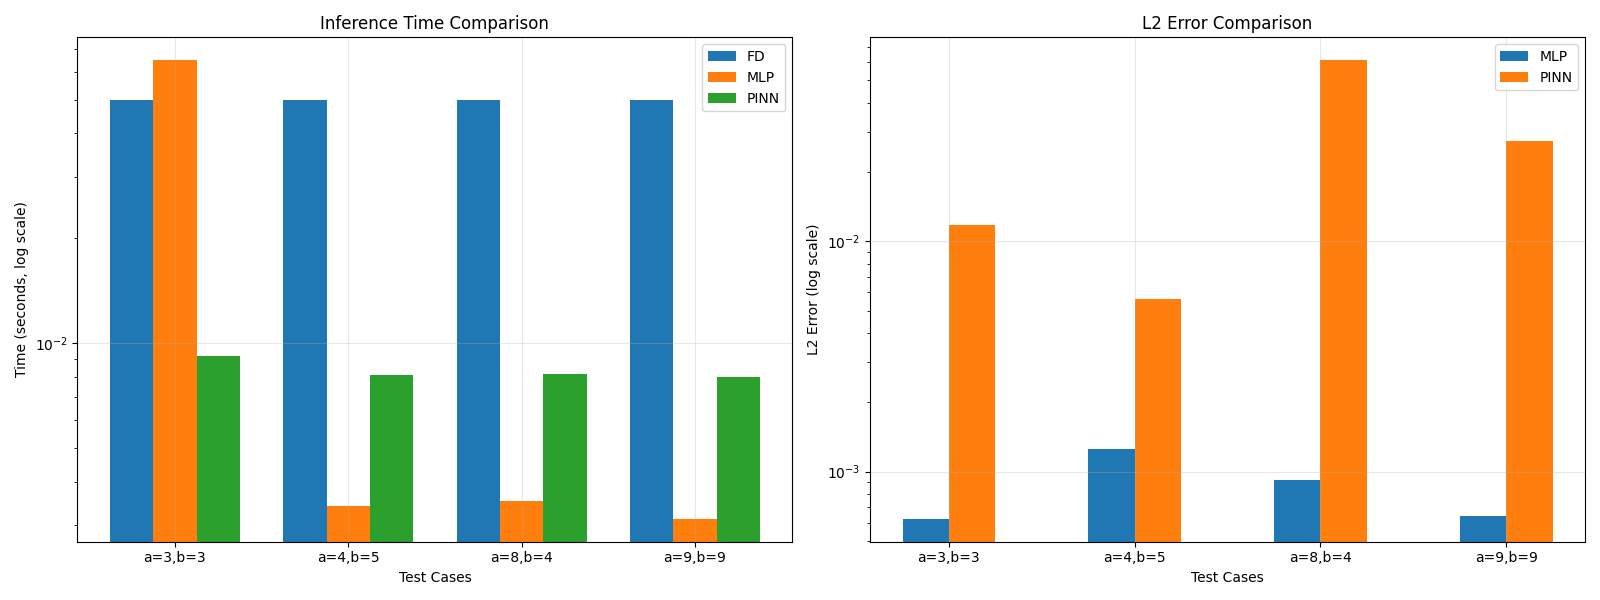 Inference Time Comparison
Time (seconds, log scale)
10⁻²
FD
MLP
PINN
a=3,b=3
a=4,b=5
a=8,b=4
a=9,b=9
Test Cases
L2 Error Comparison
L2 Error (log scale)
10⁻²
10⁻³
MLP
PINN
a=3,b=3
a=4,b=5
a=8,b=4
a=9,b=9
Test Cases